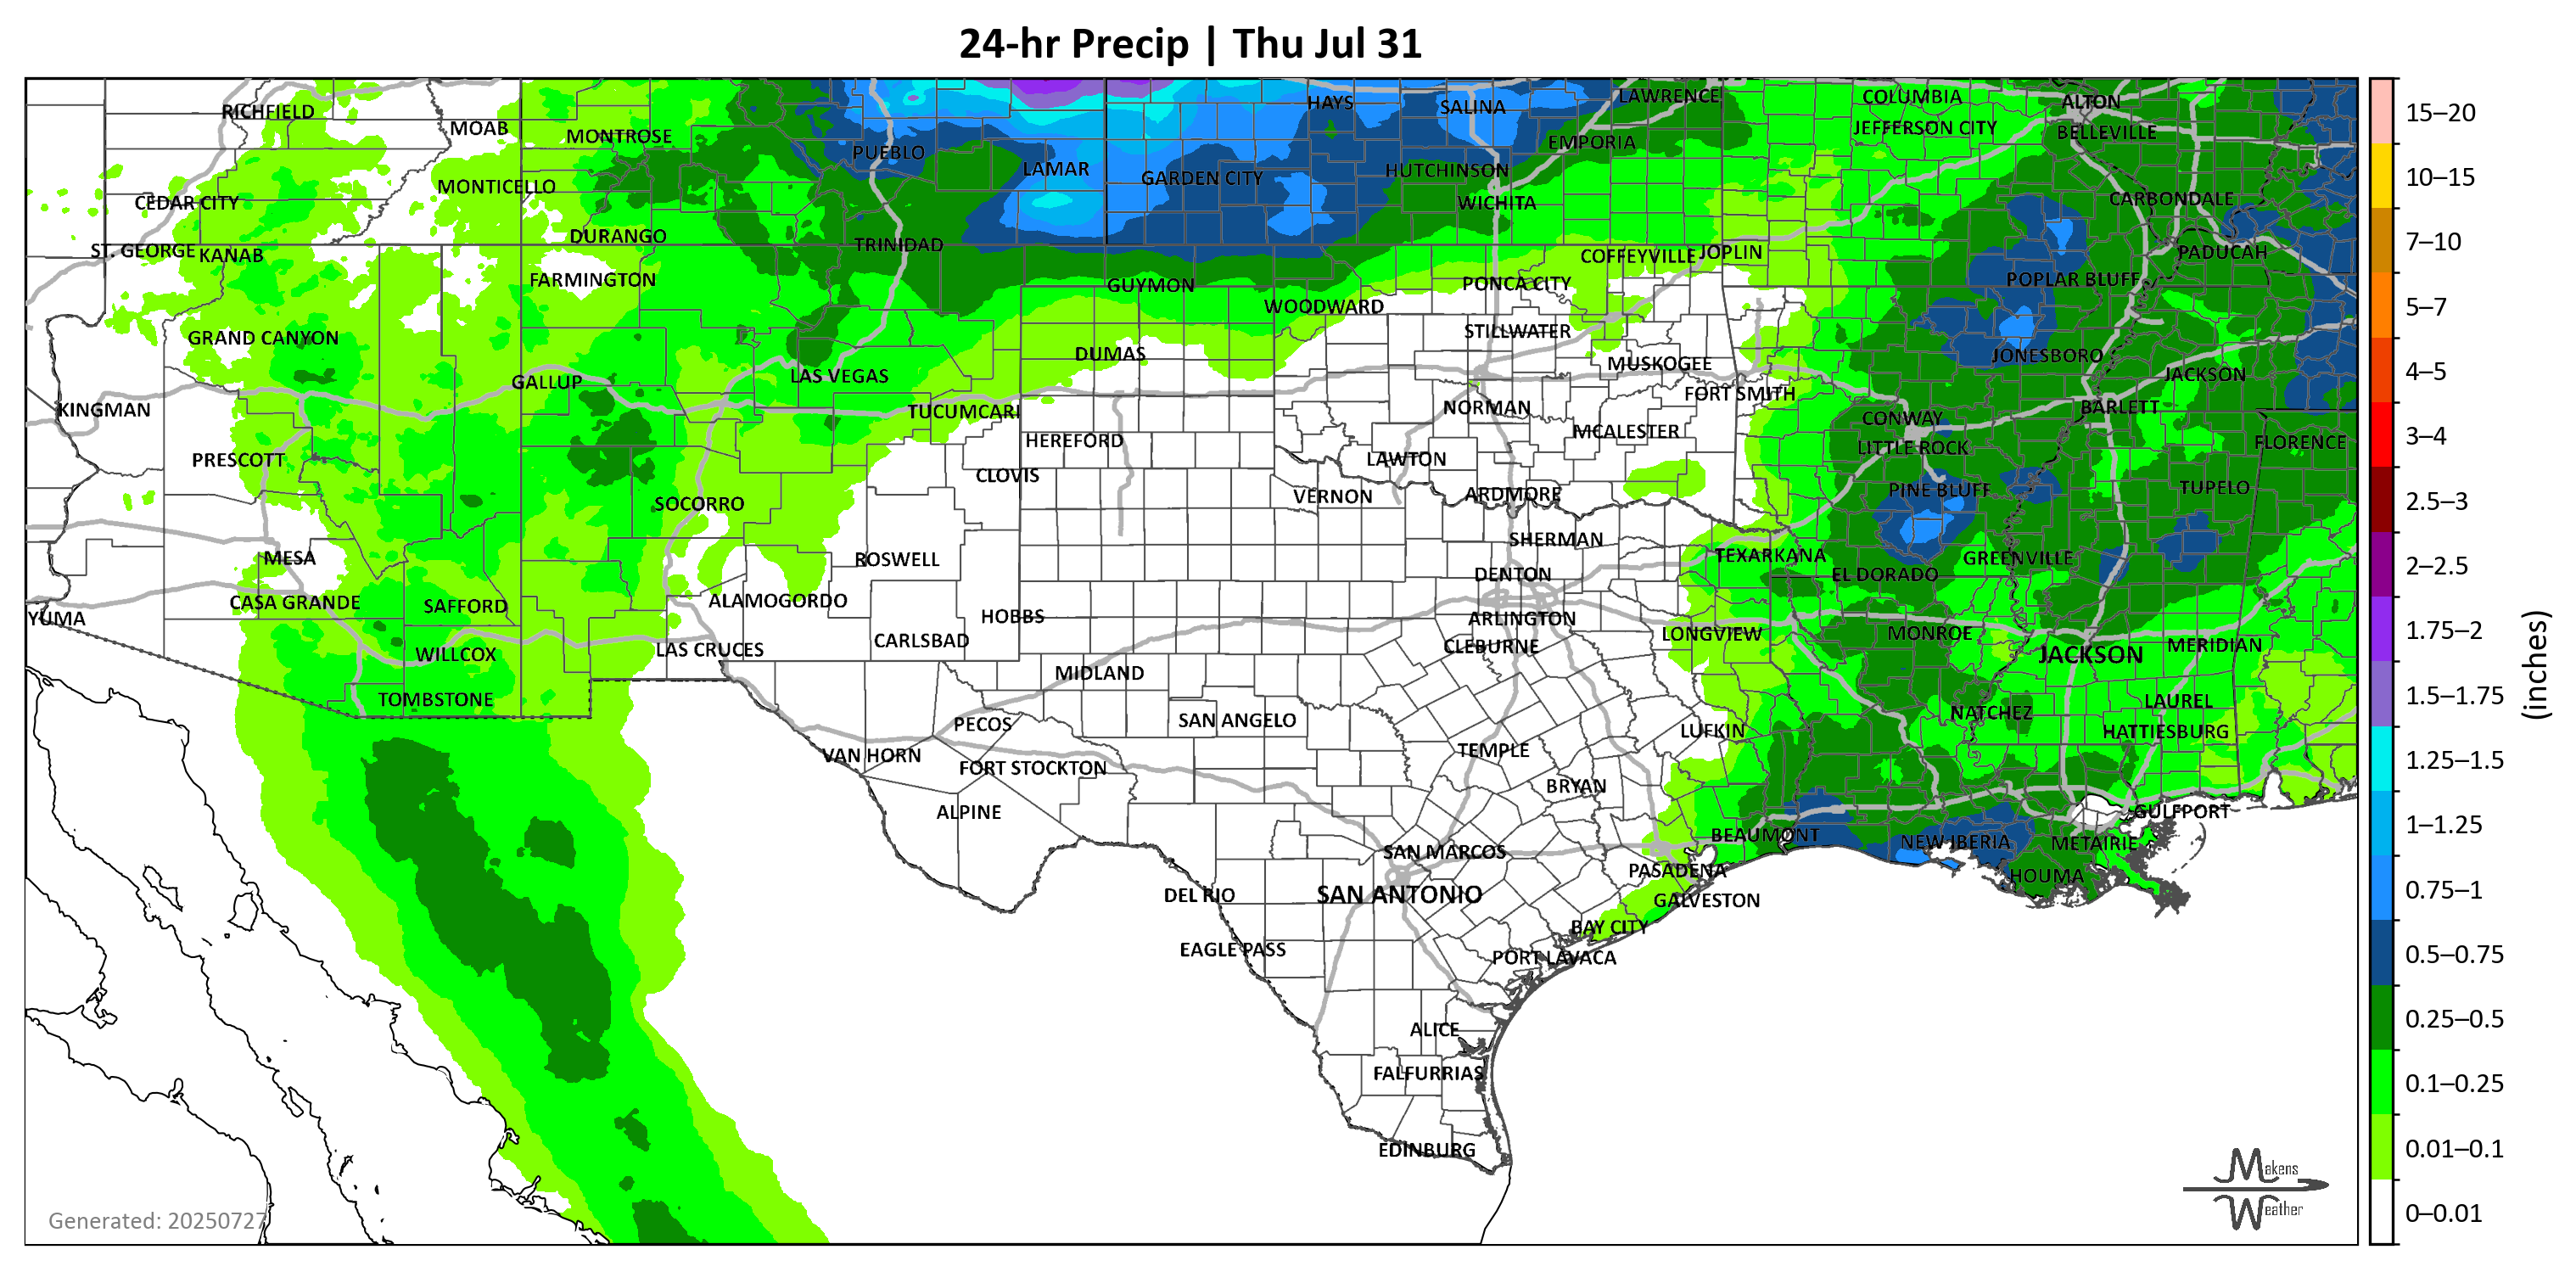 24-hr Precip | Thu Jul 31
RICHFIELD
MOAB
MONTROSE
PUEBLO
LAMAR
GARDEN CITY
HAYS
SALINA
LAWRENCE
EMPORIA
HUTCHINSON
WICHITA
COLUMBIA
JEFFERSON CITY
ALTON
BELLEVILLE
CARBONDALE
PADUCAH
MONTICELLO
CEDAR CITY
ST. GEORGE
KANAB
DURANGO
TRINIDAD
FARMINGTON
GUYMON
WOODWARD
PONCA CITY
COFFEYVILLE
JOPLIN
POPLAR BLUFF
GRAND CANYON
GALLUP
LAS VEGAS
DUMAS
STILLWATER
MUSKOGEE
FORT SMITH
JONESBORO
JACKSON
BARLETT
KINGMAN
TUCUMCARI
HEREFORD
NORMAN
MCALESTER
CONWAY
LITTLE ROCK
FLORENCE
PRESCOTT
CLOVIS
LAWTON
VERNON
ARDMORE
PINE BLUFF
TUPELO
SOCORRO
MESA
ROSWELL
SHERMAN
DENTON
TEXARKANA
EL DORADO
GREENVILLE
CASA GRANDE
SAFFORD
ALAMOGORDO
HOBBS
ARLINGTON
CLEBURNE
LONGVIEW
MONROE
JACKSON
MERIDIAN
YUMA
WILLCOX
LAS CRUCES
CARLSBAD
MIDLAND
TOMBSTONE
PECOS
SAN ANGELO
TEMPLE
LUFKIN
NATCHEZ
LAUREL
HATTIESBURG
VAN HORN
FORT STOCKTON
BRYAN
ALPINE
GULFPORT
BEAUMONT
NEW IBERIA
METAIRIE
SAN MARCOS
PASADENA
HOUMA
DEL RIO
SAN ANTONIO
GALVESTON
BAY CITY
EAGLE PASS
PORT LAVACA
ALICE
FALFURRIAS
EDINBURG
Generated: 20250727
Makens
Weather
15–20
10–15
7–10
5–7
4–5
3–4
2.5–3
2–2.5
1.75–2
1.5–1.75
1.25–1.5
1–1.25
0.75–1
0.5–0.75
0.25–0.5
0.1–0.25
0.01–0.1
0–0.01
(inches)